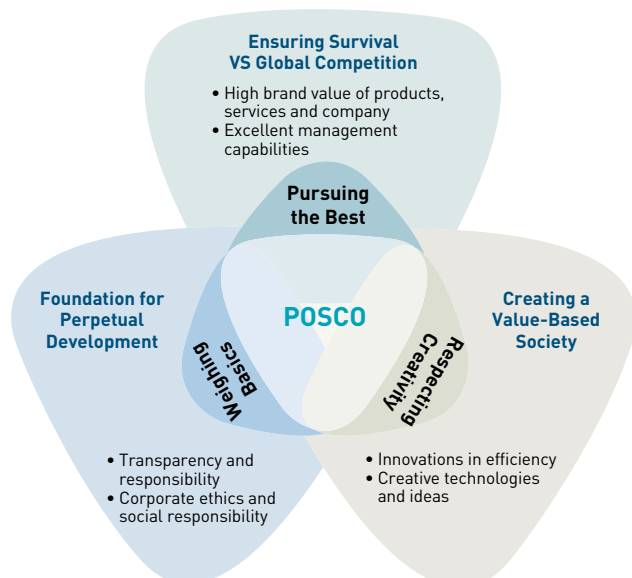 Ensuring Survival
VS Global Competition
• High brand value of products,
services and company
• Excellent management
capabilities
Pursuing
the Best
Foundation for
Perpetual
Development
POSCO
Creating a
Value-Based
Society
Weighing
Basics
Respecting
Creativity
• Transparency and
responsibility
• Corporate ethics and
social responsibility
• Innovations in efficiency
• Creative technologies
and ideas